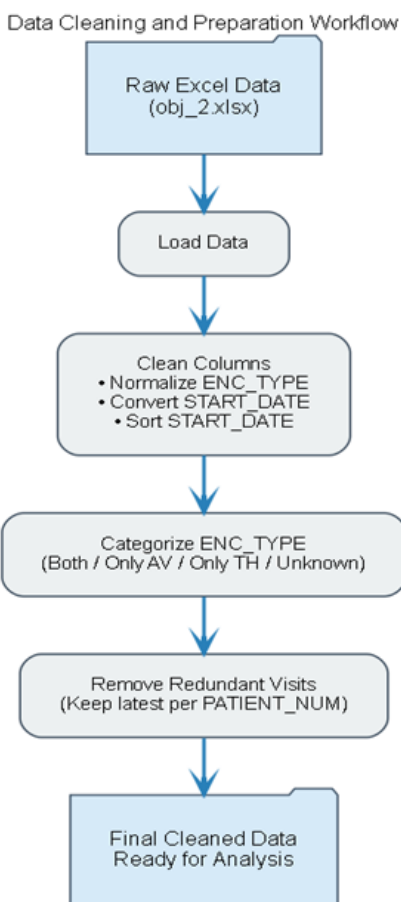 Data Cleaning and Preparation Workflow
Raw Excel Data
(obj_2.xlsx)
Load Data
Clean Columns
• Normalize ENC_TYPE
• Convert START_DATE
• Sort START_DATE
Categorize ENC_TYPE
(Both / Only AV / Only TH / Unknown)
Remove Redundant Visits
(Keep latest per PATIENT_NUM)
Final Cleaned Data
Ready for Analysis